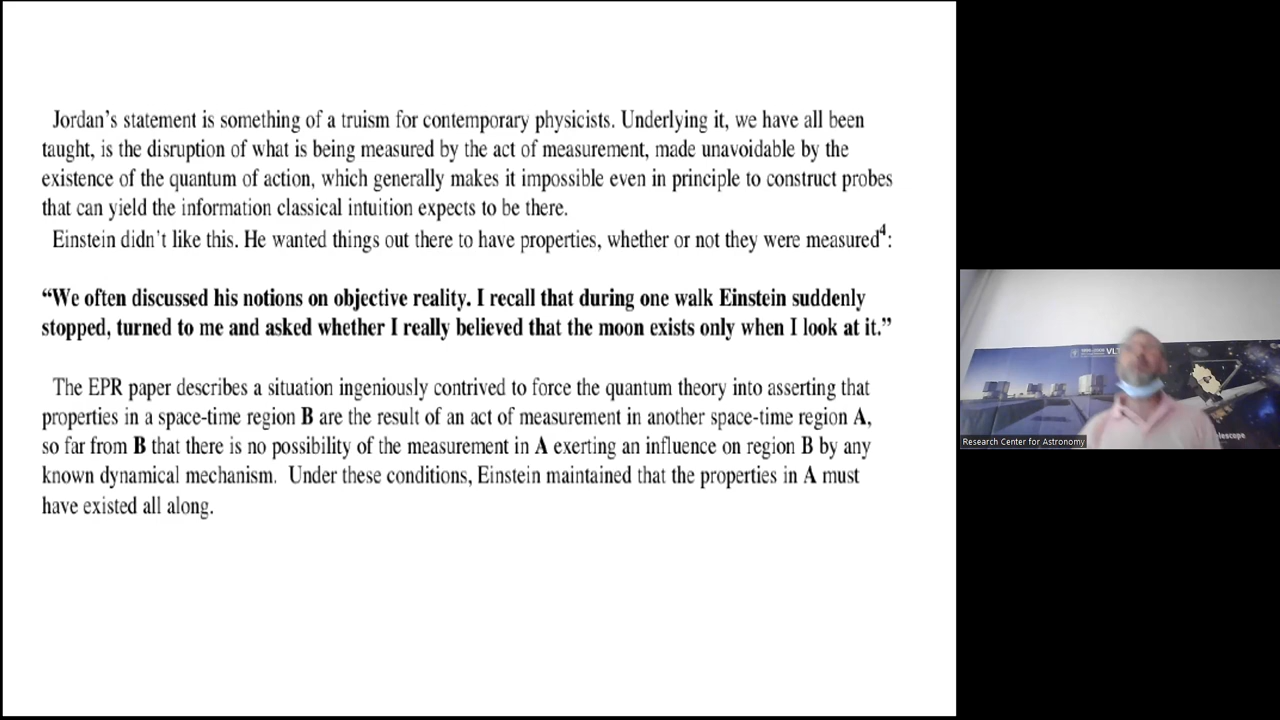 Jordan’s statement is something of a truism for contemporary physicists. Underlying it, we have all been
taught, is the disruption of what is being measured by the act of measurement, made unavoidable by the
existence of the quantum of action, which generally makes it impossible even in principle to construct probes
that can yield the information classical intuition expects to be there.
Einstein didn’t like this. He wanted things out there to have properties, whether or not they were measured⁴:
“We often discussed his notions on objective reality. I recall that during one walk Einstein suddenly
stopped, turned to me and asked whether I really believed that the moon exists only when I look at it.”
The EPR paper describes a situation ingeniously contrived to force the quantum theory into asserting that
properties in a space-time region B are the result of an act of measurement in another space-time region A,
so far from B that there is no possibility of the measurement in A exerting an influence on region B by any
known dynamical mechanism. Under these conditions, Einstein maintained that the properties in A must
have existed all along.
VLT
Research Center for Astronomy